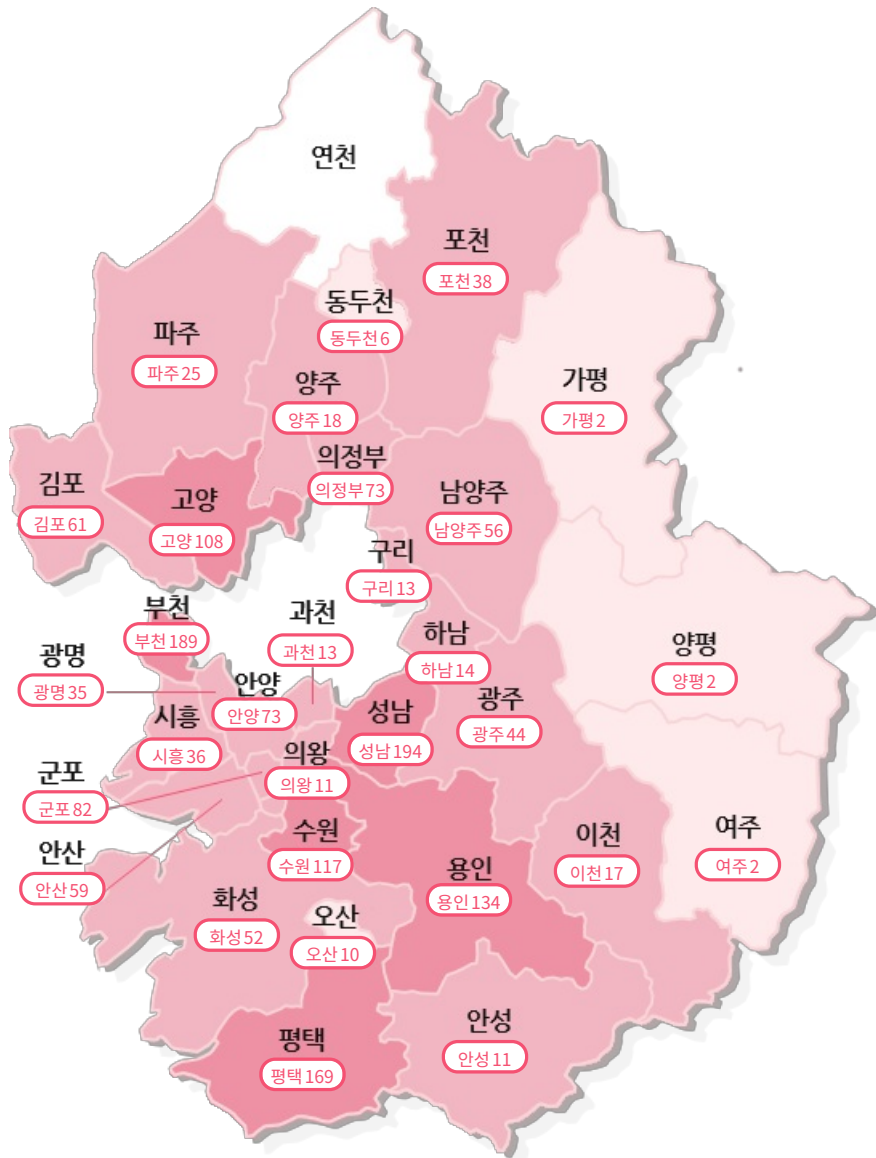 연천
포천
포천38
동두천
동두천6
파주
파주25
양주
양주18
가평
가평2
의정부
의정부73
김포
김포61
고양
고양108
남양주
남양주56
구리
구리13
부천
부천189
과천
과천13
하남
하남14
양평
양평2
광명
광명35
안양
안양73
시흥
시흥36
성남
성남194
광주
광주44
의왕
의왕11
군포
군포82
수원
수원117
이천
이천17
여주
여주2
안산
안산59
용인
용인134
화성
화성52
오산
오산10
평택
평택169
안성
안성11